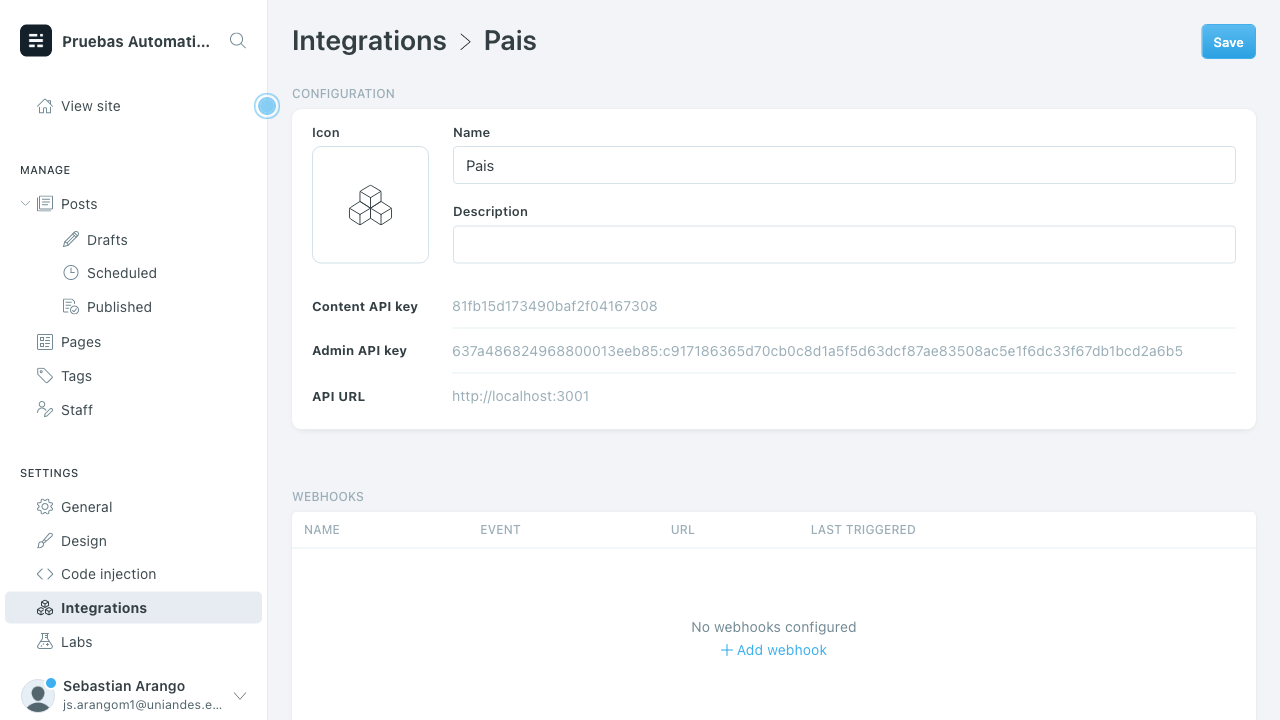 Pruebas Automati...
View site
MANAGE
Posts
Drafts
Scheduled
Published
Pages
Tags
Staff
SETTINGS
General
Design
Code injection
Integrations
Labs
Sebastian Arango
js.arangom1@uniandes.e...
Integrations > Pais
Save
CONFIGURATION
Icon
Name
Pais
Description
Content API key 81fb15d173490baf2f04167308
Admin API key 637a486824968800013eeb85:c917186365d70cb0c8d1a5f5d63dcf87ae83508ac5e1f6dc33f67db1bcd2a6b5
API URL http://localhost:3001
WEBHOOKS
NAME EVENT URL LAST TRIGGERED
No webhooks configured
+ Add webhook